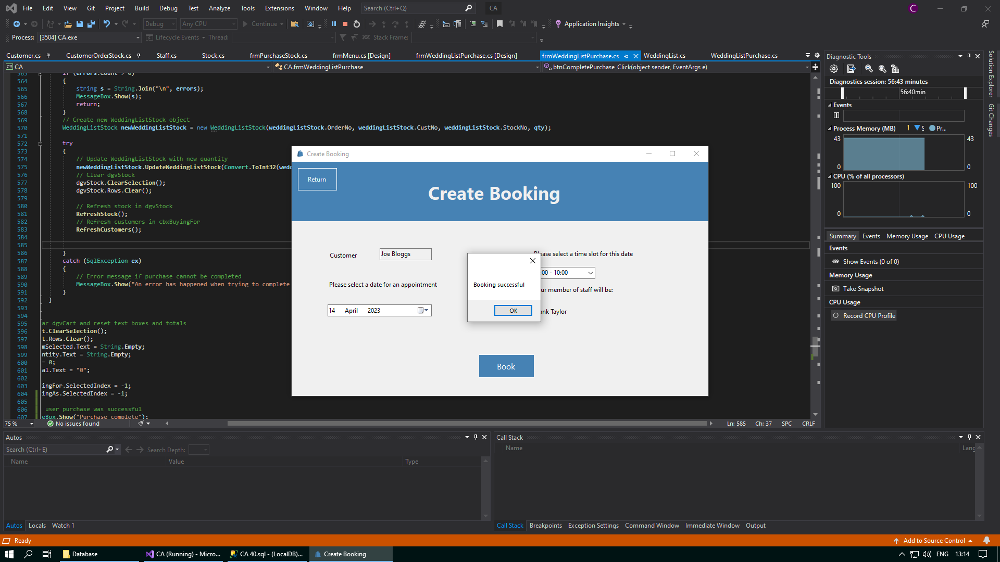 File Edit View Git Project Build Debug Test Analyze Tools Extensions Window Help Search (Ctrl+Q) CA C
Debug Any CPU Continue Application Insights
Process: [3504] CA.exe Lifecycle Events Thread: Stack Frame:
Customer.cs CustomerOrderStock.cs Staff.cs Stock.cs frmPurchaseStock.cs frmMenu.cs [Design] frmWeddingListPurchase.cs [Design] frmWeddingListPurchase.cs WeddingList.cs WeddingListPurchase.cs
CA CA.frmWeddingListPurchase btnCompletePurchase_Click(object sender, EventArgs e)
563 if (errors.Count > 0)
564 {
565 string s = String.Join("\n", errors);
566 MessageBox.Show(s);
567 return;
568 }
569 // Create new WeddingListStock object
570 WeddingListStock newWeddingListStock = new WeddingListStock(weddingListStock.OrderNo, weddingListStock.CustNo, weddingListStock.StockNo, qty);
571
572 try
573 {
574 // Update WeddingListStock with new quantity
575 newWeddingListStock.UpdateWeddingListStock(Convert.ToInt32(wedd
576 // Clear dgvStock
577 dgvStock.ClearSelection();
578 dgvStock.Rows.Clear();
579
580 // Refresh stock in dgvStock
581 RefreshStock();
582 // Refresh customers in cbxBuyingFor
583 RefreshCustomers();
584
585
586 }
587 catch (SqlException ex)
588 {
589 // Error message if purchase cannot be completed
590 MessageBox.Show("An error has happened when trying to complete
591 }
592 }
593
594
595 ar dgvCart and reset text boxes and totals
596 t.ClearSelection();
597 t.Rows.Clear();
598 mSelected.Text = String.Empty;
599 ntity.Text = String.Empty;
600 = 0;
601 al.Text = "0";
602
603 ingFor.SelectedIndex = -1;
604 ingAs.SelectedIndex = -1;
605
606 user purchase was successful
607 eBox.Show("Purchase complete");
75 % No issues found Ln: 585 Ch: 37 SPC CRLF
Create Booking
Return
Create Booking
Customer Joe Bloggs
Please select a date for an appointment
14 April 2023
Please select a time slot for this date
:00 - 10:00
ur member of staff will be:
ank Taylor
Booking successful
OK
Book
Diagnostic Tools
Diagnostics session: 56:43 minutes
56:40min
Events
Process Memory (MB) S Pr...
43 43
0 0
CPU (% of all processors)
100 100
0 0
Summary Events Memory Usage CPU Usage
Events
Show Events (0 of 0)
Memory Usage
Take Snapshot
CPU Usage
Record CPU Profile
Solution Explorer
Git Changes
Autos
Search (Ctrl+E) Search Depth:
Name Value Type
Autos Locals Watch 1
Call Stack
Name Lang
Call Stack Breakpoints Exception Settings Command Window Immediate Window Output
Ready Add to Source Control
Database CA (Running) - Micro... CA 40.sql - (LocalDB)... Create Booking ENG 13:14